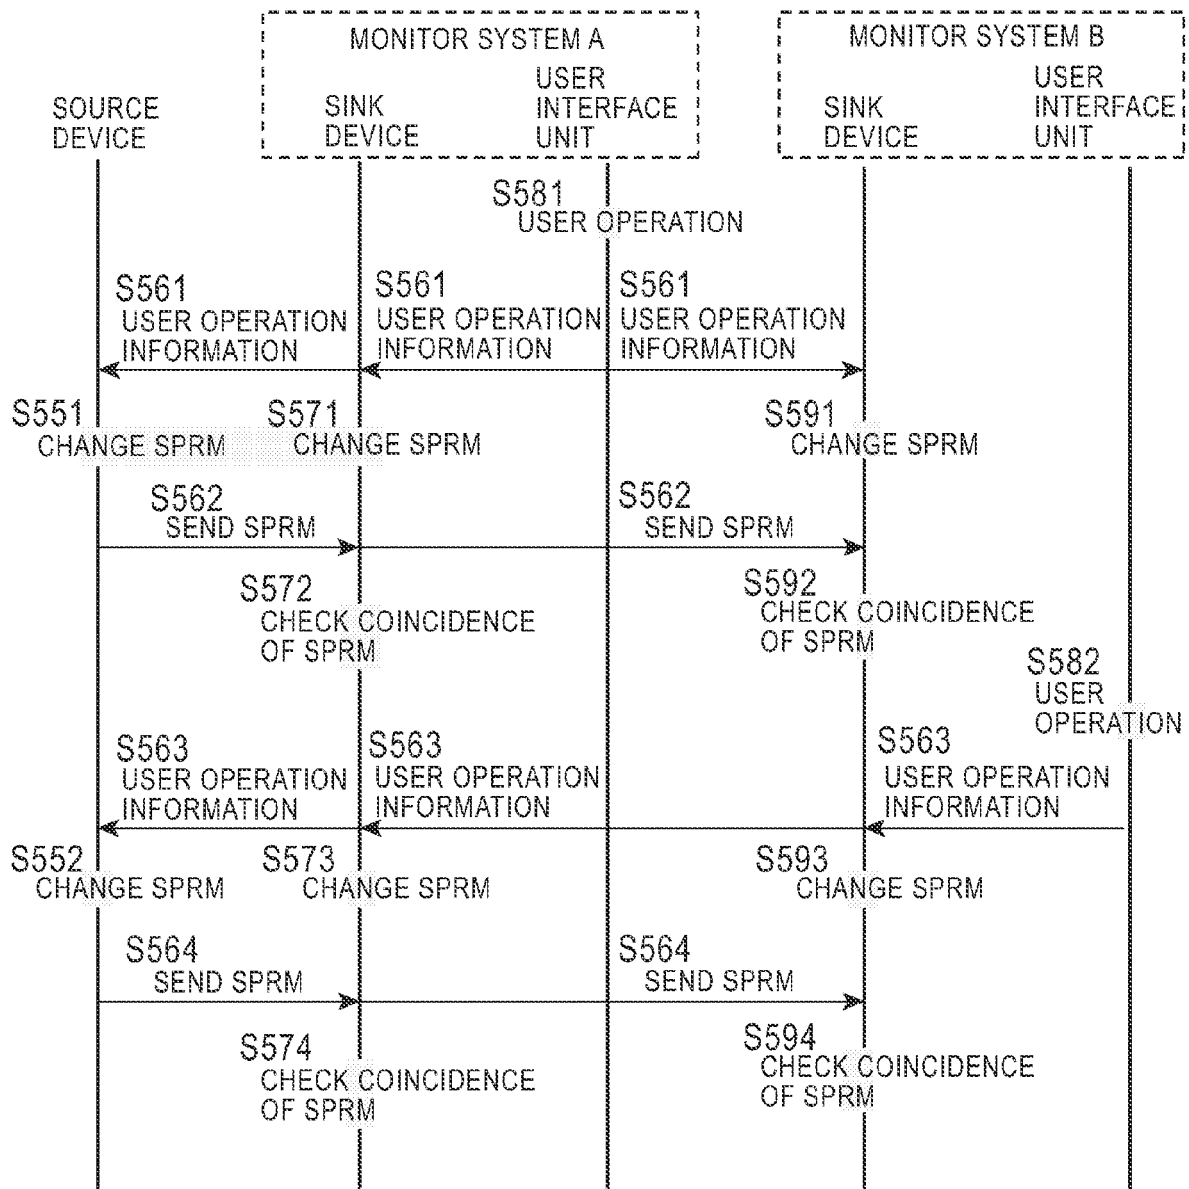 MONITOR SYSTEM A
MONITOR SYSTEM B
SOURCE
DEVICE
SINK
DEVICE
USER
INTERFACE
UNIT
SINK
DEVICE
USER
INTERFACE
UNIT
S581
USER OPERATION
S561
USER OPERATION
INFORMATION
S561
USER OPERATION
INFORMATION
S561
USER OPERATION
INFORMATION
S551
CHANGE SPRM
S571
CHANGE SPRM
S591
CHANGE SPRM
S562
SEND SPRM
S562
SEND SPRM
S572
CHECK COINCIDENCE
OF SPRM
S592
CHECK COINCIDENCE
OF SPRM
S582
USER
OPERATION
S563
USER OPERATION
INFORMATION
S563
USER OPERATION
INFORMATION
S563
USER OPERATION
INFORMATION
S552
CHANGE SPRM
S573
CHANGE SPRM
S593
CHANGE SPRM
S564
SEND SPRM
S564
SEND SPRM
S574
CHECK COINCIDENCE
OF SPRM
S594
CHECK COINCIDENCE
OF SPRM